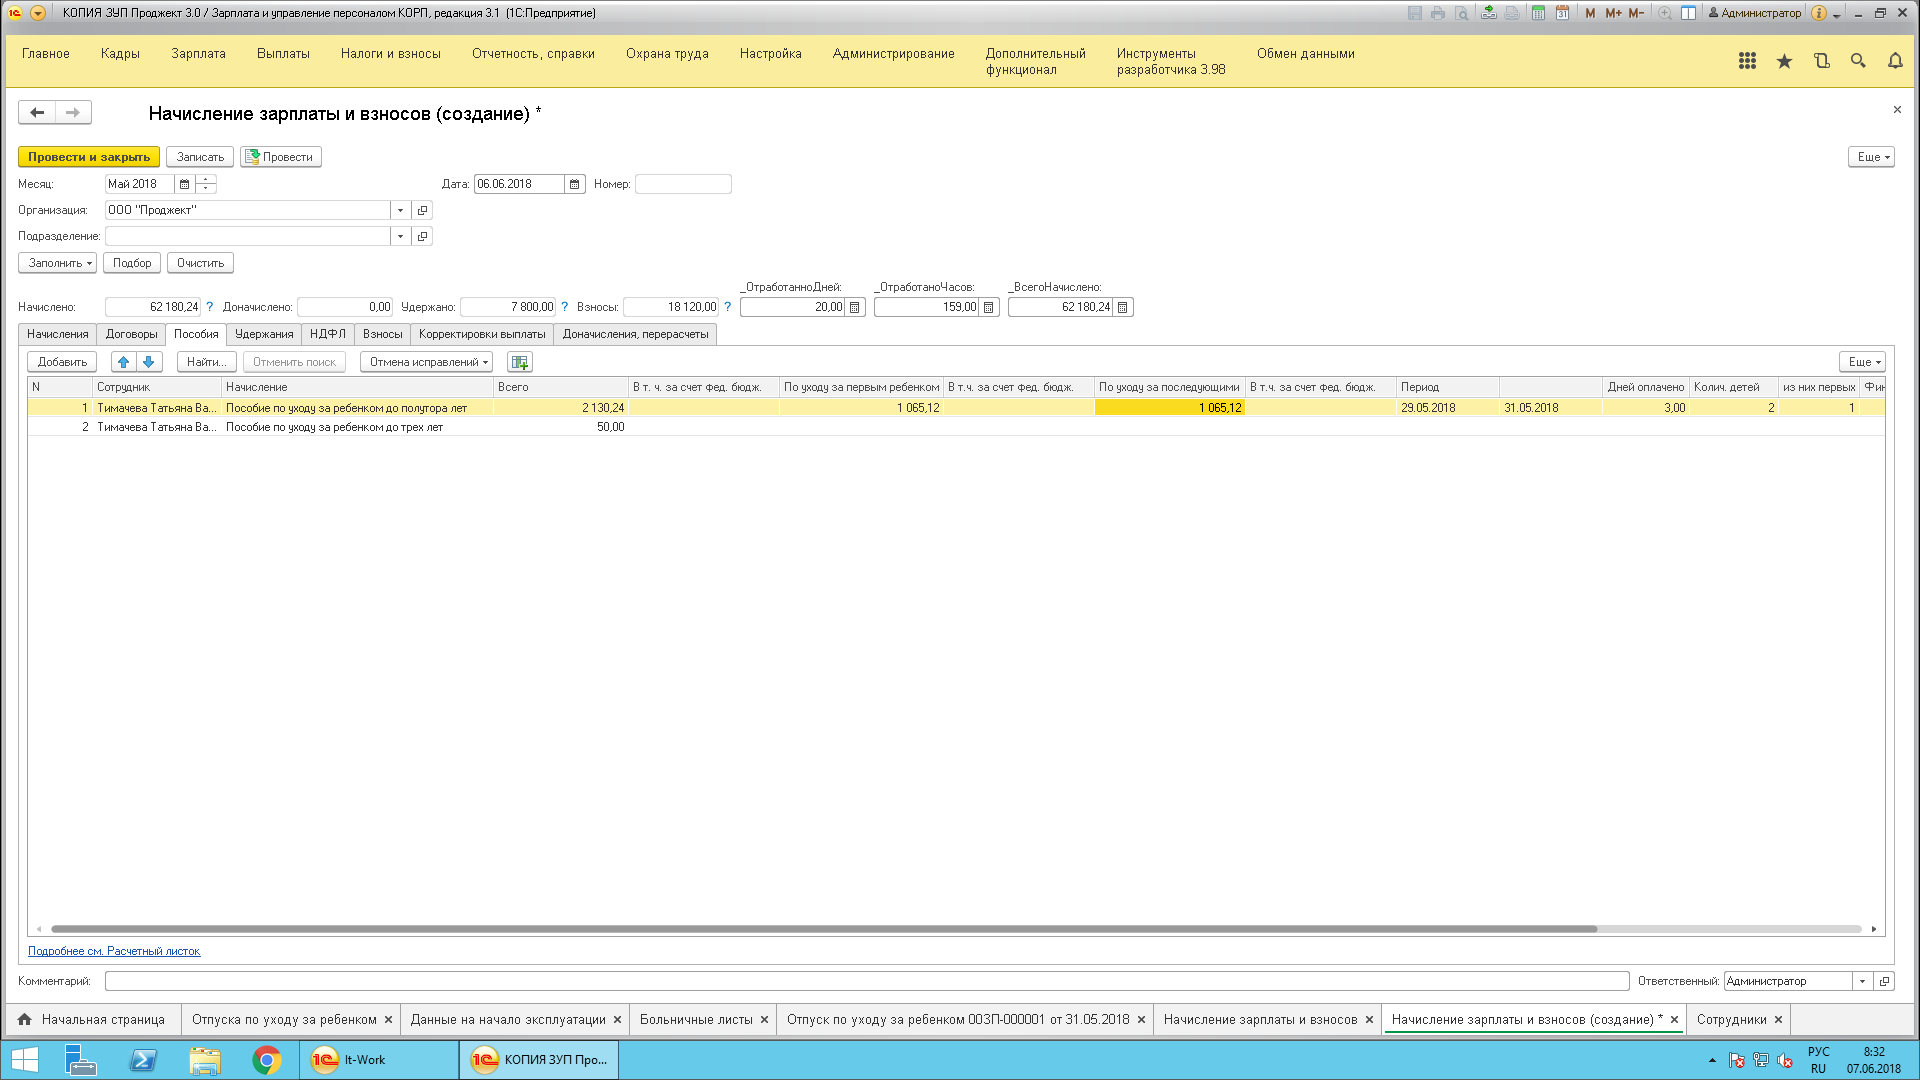 КОПИЯ ЗУП Проджект 3.0 / Зарплата и управление персоналом КОРП, редакция 3.1 (1С:Предприятие)
M M+ M- Администратор
Главное Кадры Зарплата Выплаты Налоги и взносы Отчетность, справки Охрана труда Настройка Администрирование Дополнительный функционал Инструменты разработчика 3.98 Обмен данными
Начисление зарплаты и взносов (создание) *
Провести и закрыть Записать Провести Еще
Месяц: Май 2018 Дата: 06.06.2018 Номер:
Организация: ООО "Проджект"
Подразделение:
Заполнить Подбор Очистить
_ОтработанноДней: _ОтработаноЧасов: _ВсегоНачислено:
Начислено: 62 180,24 ? Доначислено: 0,00 Удержано: 7 800,00 ? Взносы: 18 120,00 ? 20,00 159,00 62 180,24
Начисления Договоры Пособия Удержания НДФЛ Взносы Корректировки выплаты Доначисления, перерасчеты
Добавить Найти... Отменить поиск Отмена исправлений Еще
N Сотрудник Начисление Всего В т. ч. за счет фед. бюдж. По уходу за первым ребенком В т.ч. за счет фед. бюдж. По уходу за последующими В т.ч. за счет фед. бюдж. Период Дней оплачено Колич. детей из них первых Фин
1 Тимачева Татьяна Ва... Пособие по уходу за ребенком до полутора лет 2 130,24 1 065,12 1 065,12 29.05.2018 31.05.2018 3,00 2 1
2 Тимачева Татьяна Ва... Пособие по уходу за ребенком до трех лет 50,00
Подробнее см. Расчетный листок
Комментарий: Ответственный: Администратор
Начальная страница Отпуска по уходу за ребенком Данные на начало эксплуатации Больничные листы Отпуск по уходу за ребенком 00ЗП-000001 от 31.05.2018 Начисление зарплаты и взносов Начисление зарплаты и взносов (создание) * Сотрудники
It-Work КОПИЯ ЗУП Про... РУС 8:32
RU 07.06.2018